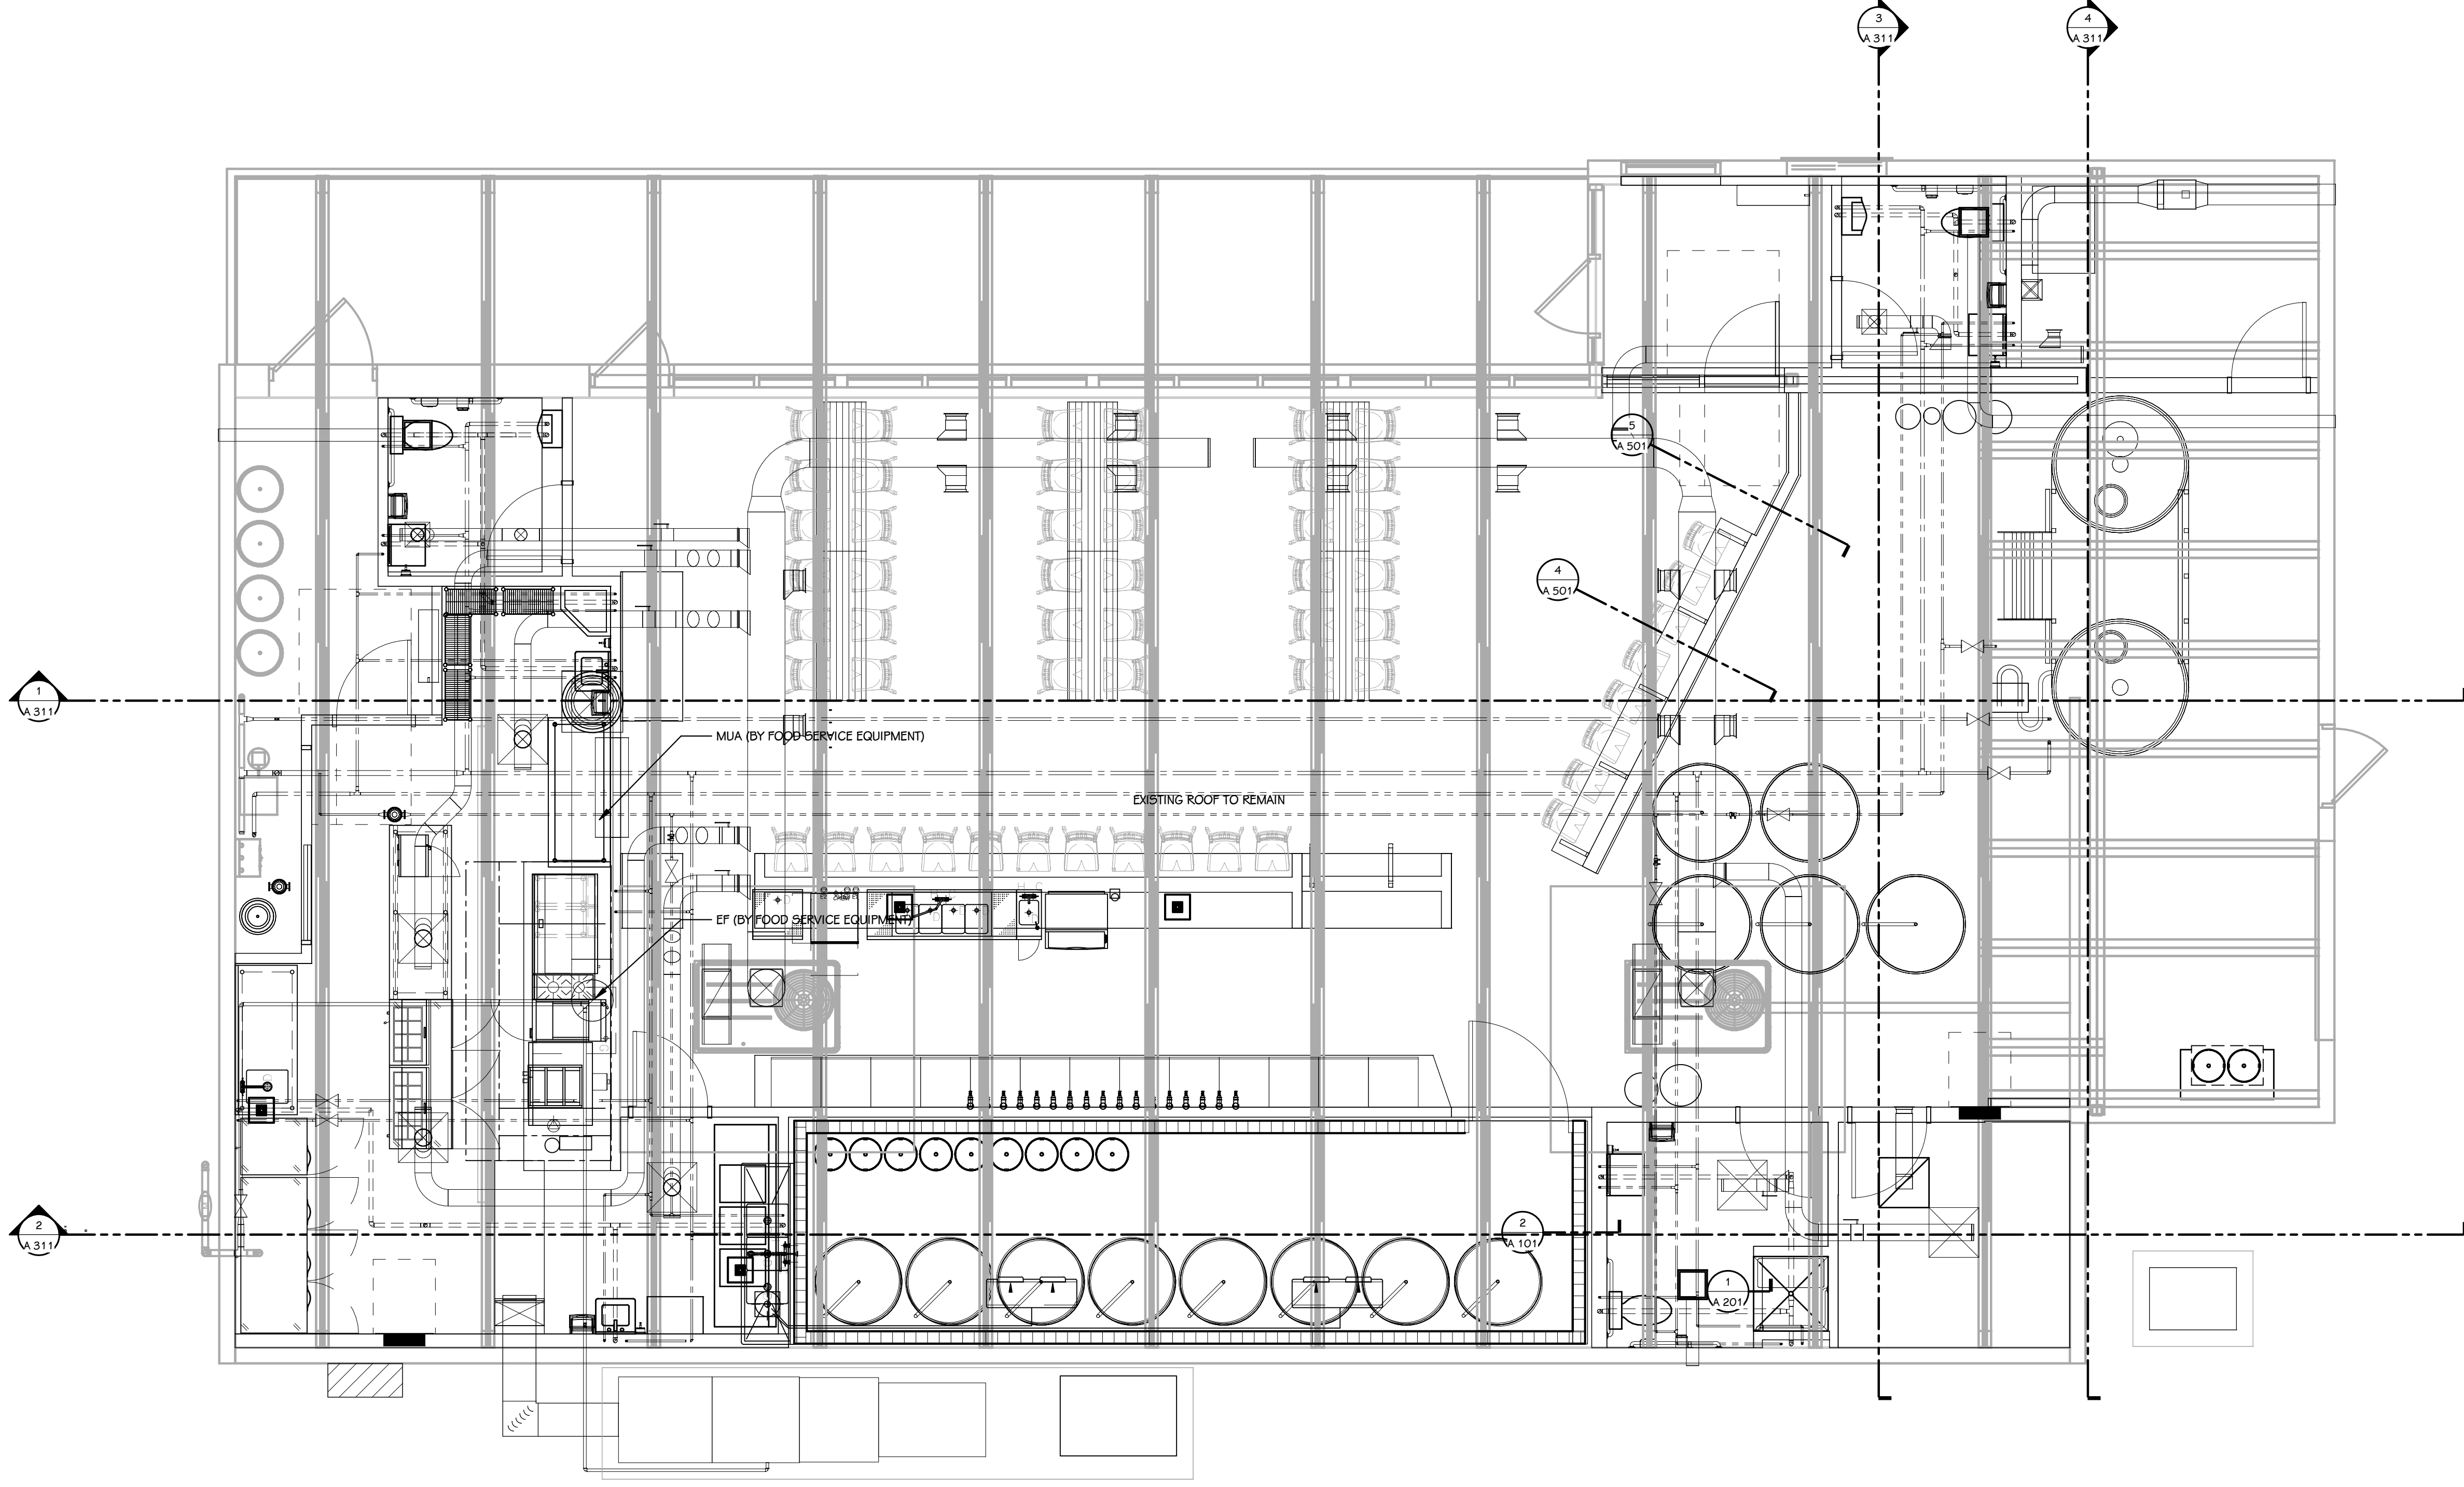 3
A 311
4
A 311
5
A 501
4
A 501
1
A 311
MUA (BY FOOD SERVICE EQUIPMENT)
EXISTING ROOF TO REMAIN
EF (BY FOOD SERVICE EQUIPMENT)
2
A 311
2
A 101
1
A 201